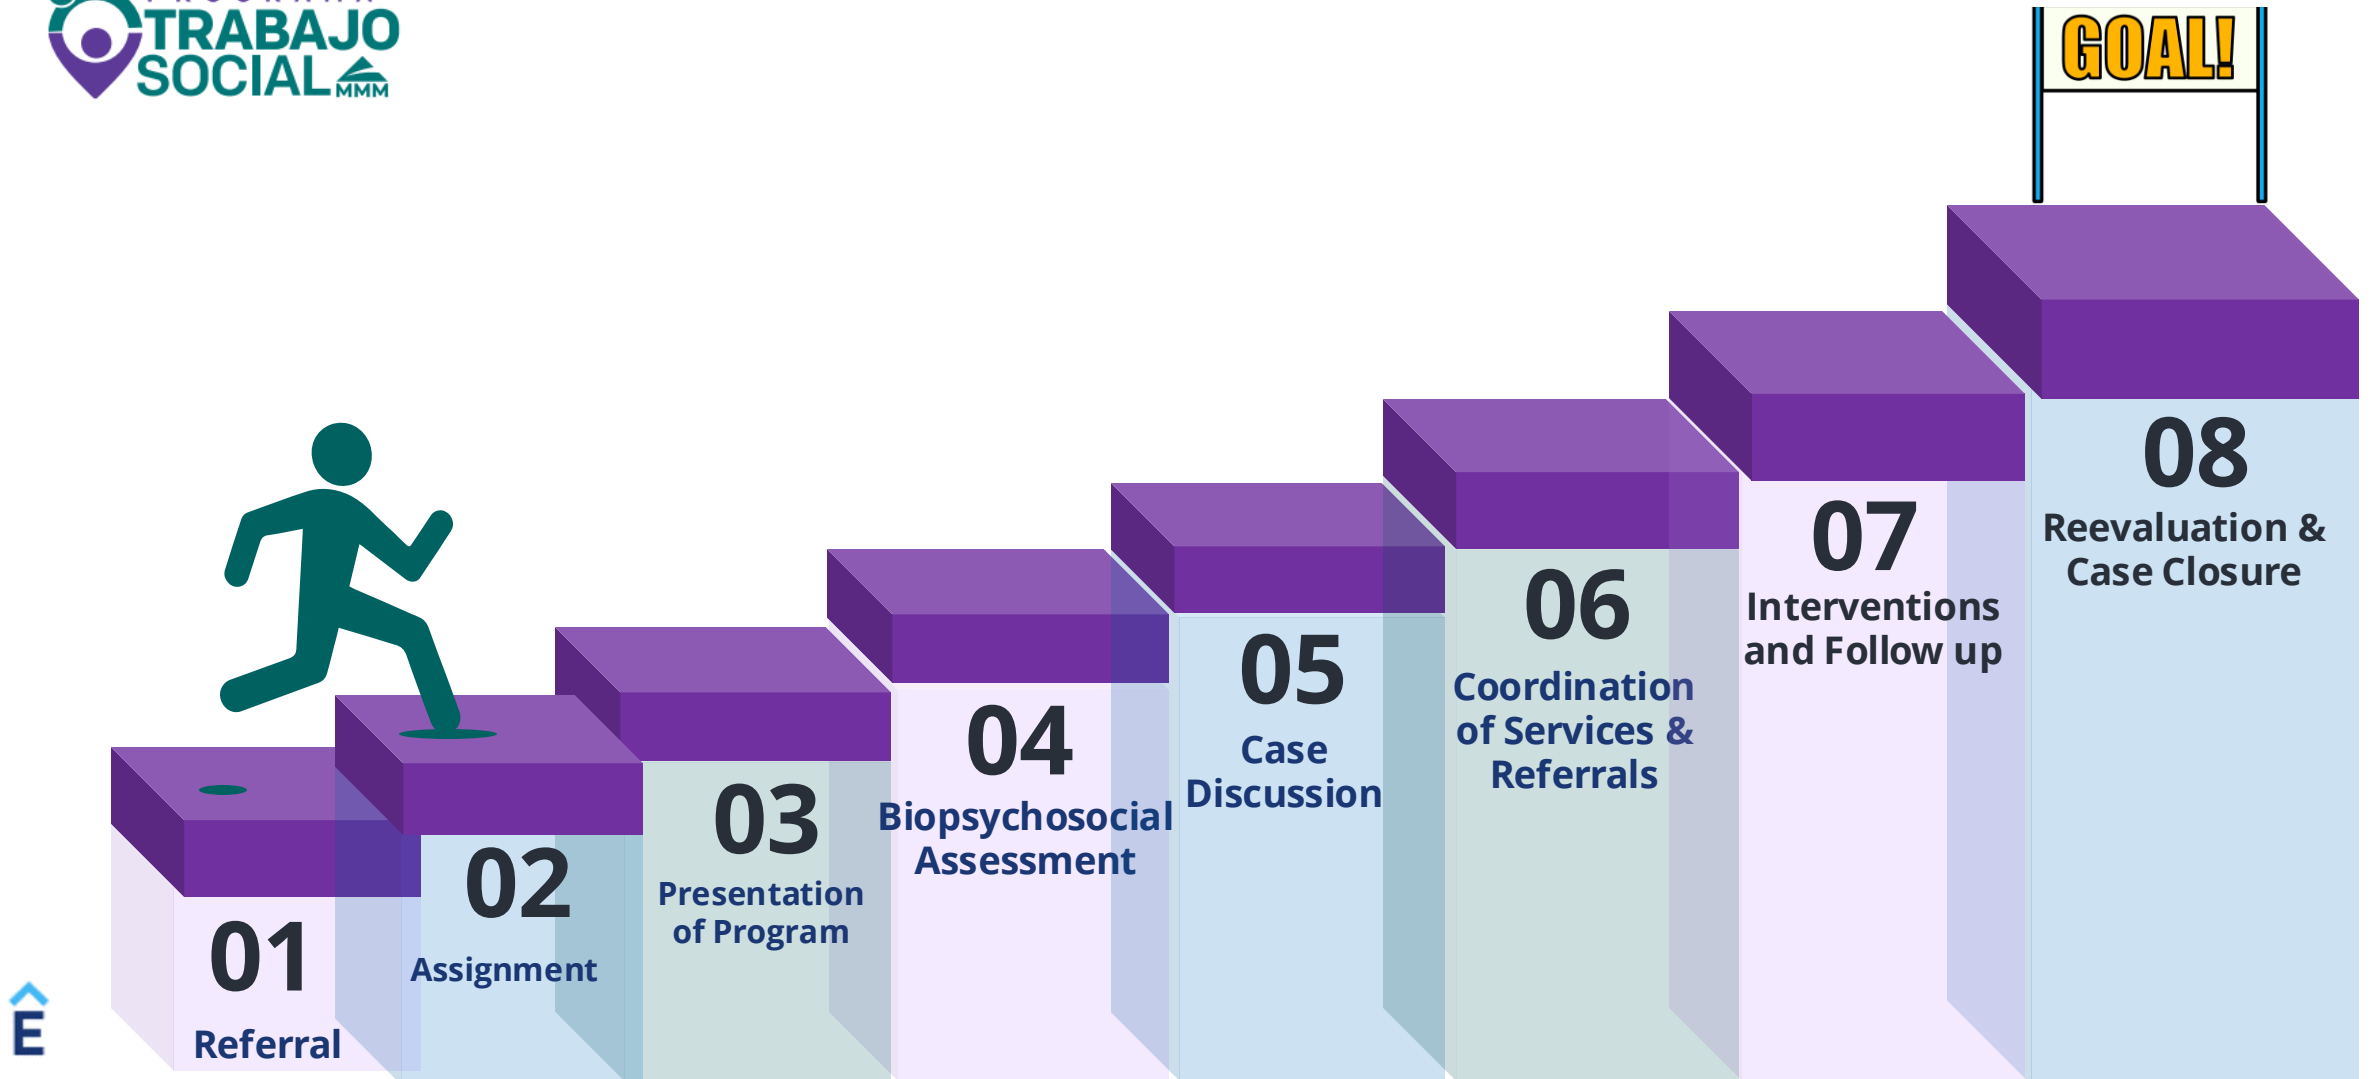 TRABAJO
SOCIAL
MMM
GOAL!
01
Referral
02
Assignment
03
Presentation
of Program
04
Biopsychosocial
Assessment
05
Case
Discussion
06
Coordination
of Services &
Referrals
07
Interventions
and Follow up
08
Reevaluation &
Case Closure
Ê